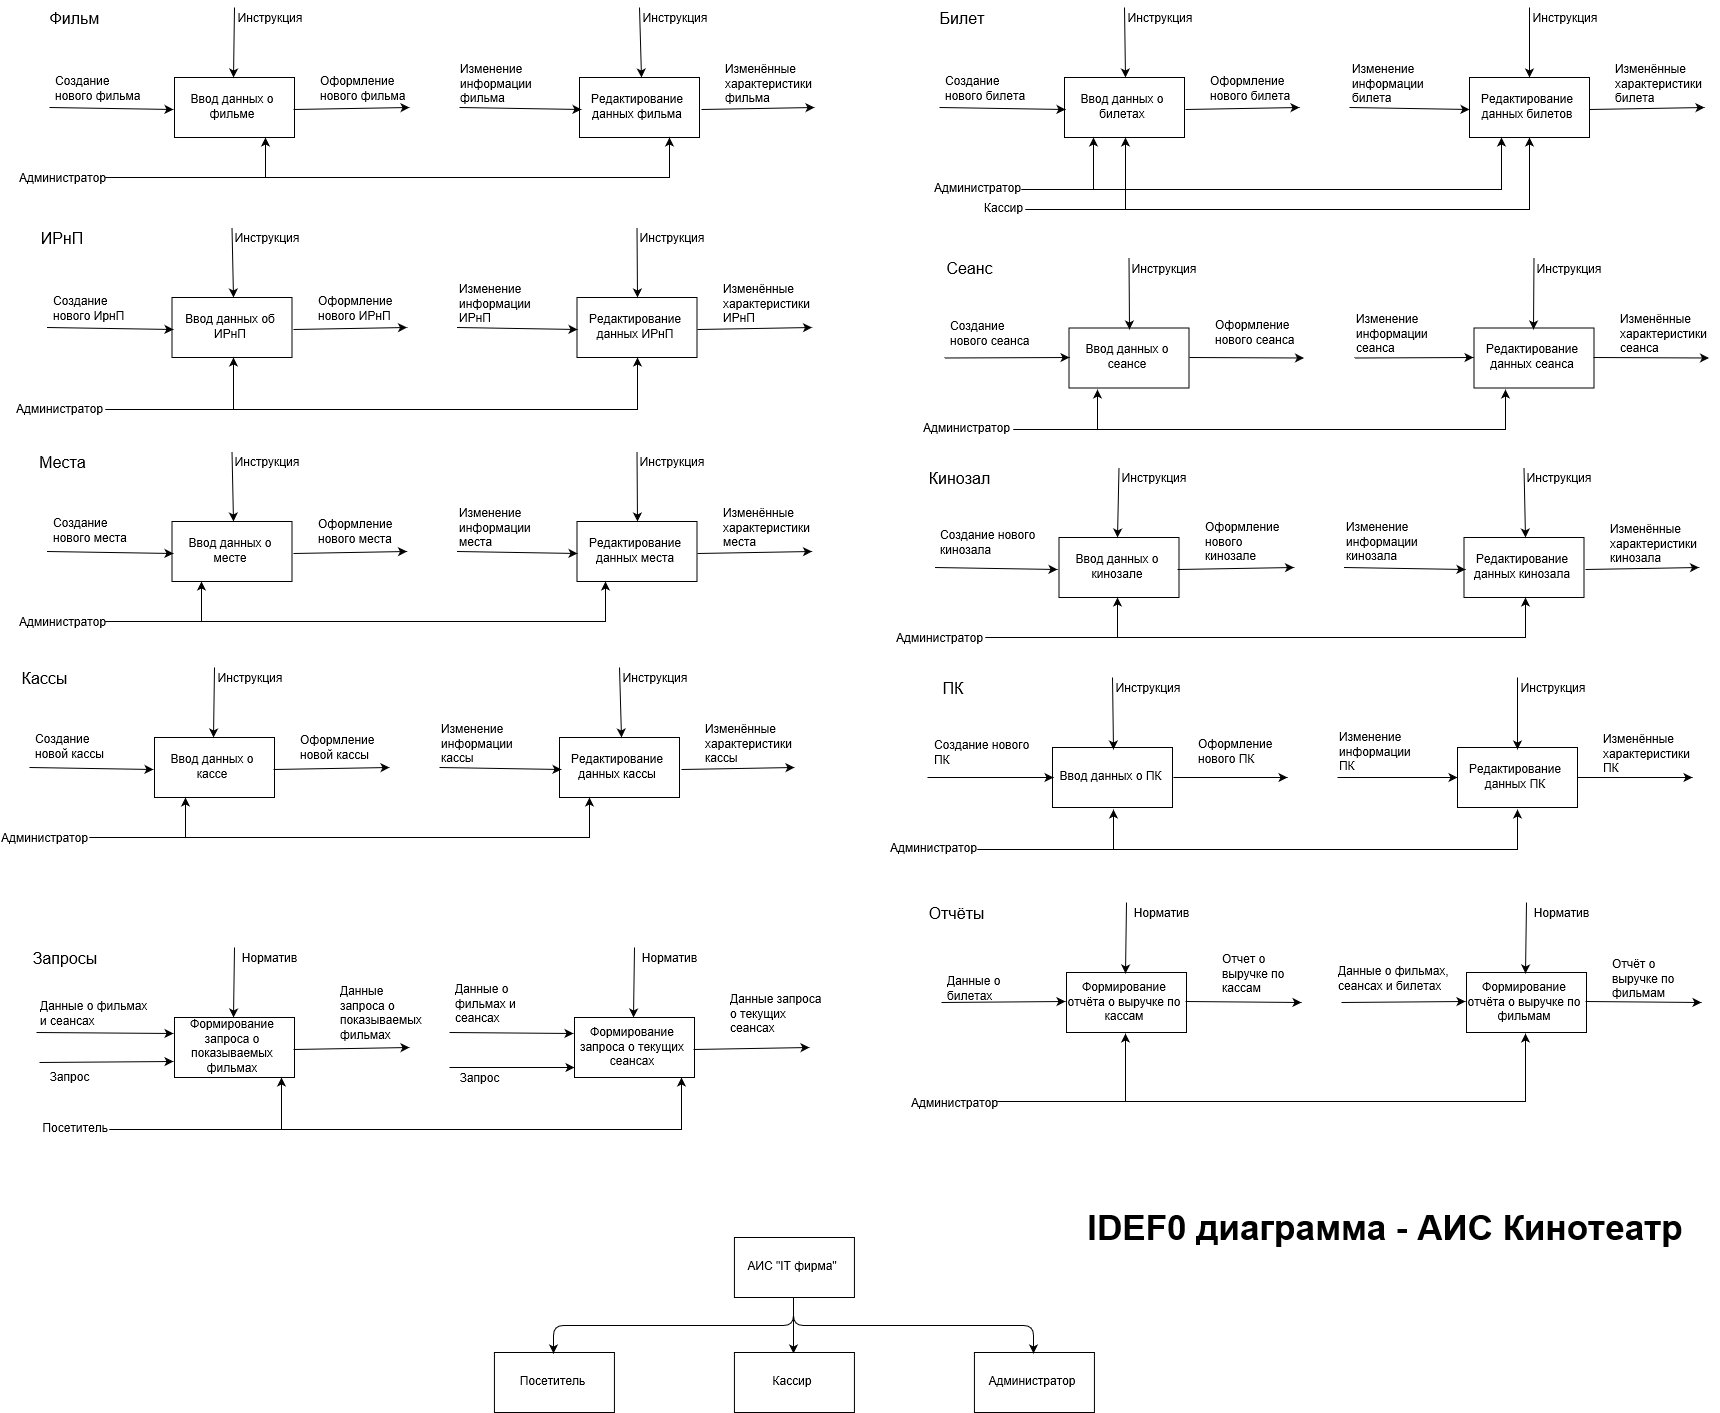 Фильм
Инструкция
Инструкция
Создание
нового фильма
Ввод данных о
фильме
Оформление
нового фильма
Изменение
информации
фильма
Редактирование
данных фильма
Изменённые
характеристики
фильма
Администратор
Билет
Инструкция
Инструкция
Создание
нового билета
Ввод данных о
билетах
Оформление
нового билета
Изменение
информации
билета
Редактирование
данных билетов
Изменённые
характеристики
билета
Администратор
Кассир
ИРнП
Инструкция
Инструкция
Создание
нового ИрнП
Ввод данных об
ИРнП
Оформление
нового ИРнП
Изменение
информации
ИРнП
Редактирование
данных ИРнП
Изменённые
характеристики
ИРнП
Администратор
Сеанс
Инструкция
Инструкция
Создание
нового сеанса
Ввод данных о
сеансе
Оформление
нового сеанса
Изменение
информации
сеанса
Редактирование
данных сеанса
Изменённые
характеристики
сеанса
Администратор
Места
Инструкция
Инструкция
Создание
нового места
Ввод данных о
месте
Оформление
нового места
Изменение
информации
места
Редактирование
данных места
Изменённые
характеристики
места
Администратор
Кинозал
Инструкция
Инструкция
Создание нового
кинозала
Ввод данных о
кинозале
Оформление
нового
кинозале
Изменение
информации
кинозала
Редактирование
данных кинозала
Изменённые
характеристики
кинозала
Администратор
Кассы
Инструкция
Инструкция
Создание
новой кассы
Ввод данных о
кассе
Оформление
новой кассы
Изменение
информации
кассы
Редактирование
данных кассы
Изменённые
характеристики
кассы
Администратор
ПК
Инструкция
Инструкция
Создание нового
ПК
Ввод данных о ПК
Оформление
нового ПК
Изменение
информации
ПК
Редактирование
данных ПК
Изменённые
характеристики
ПК
Администратор
Запросы
Норматив
Норматив
Данные о фильмах
и сеансах
Запрос
Формирование
запроса о
показываемых
фильмах
Данные
запроса о
показываемых
фильмах
Данные о
фильмах и
сеансах
Запрос
Формирование
запроса о текущих
сеансах
Данные запроса
о текущих
сеансах
Посетитель
Отчёты
Норматив
Норматив
Данные о
билетах
Формирование
отчёта о выручке по
кассам
Отчет о
выручке по
кассам
Данные о фильмах,
сеансах и билетах
Формирование
отчёта о выручке по
фильмам
Отчёт о
выручке по
фильмам
Администратор
IDEF0 диаграмма - АИС Кинотеатр
АИС "IT фирма"
Посетитель
Кассир
Администратор